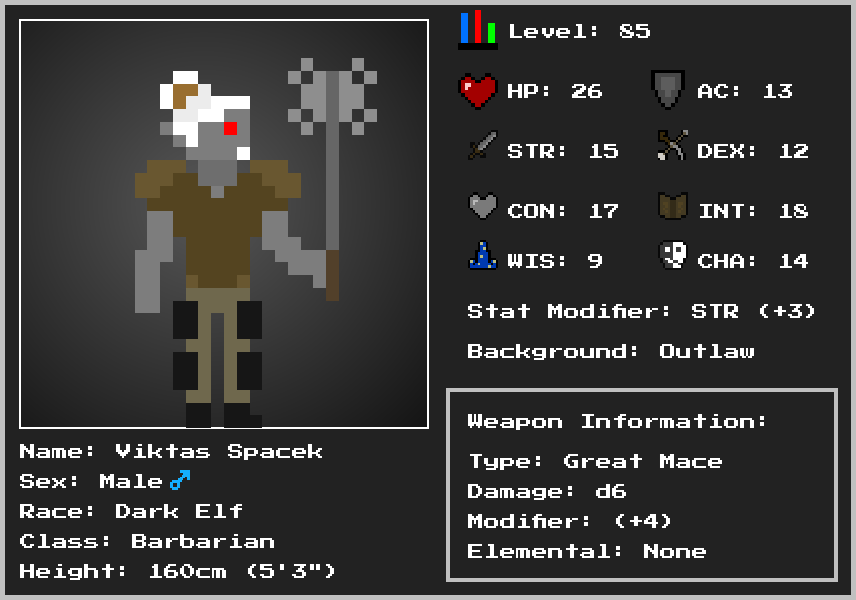 Level: 85
HP: 26 AC: 13
STR: 15 DEX: 12
CON: 17 INT: 18
WIS: 9 CHA: 14
Stat Modifier: STR (+3)
Background: Outlaw
Weapon Information:
Type: Great Mace
Damage: d6
Modifier: (+4)
Elemental: None
Name: Viktas Spacek
Sex: Male♂
Race: Dark Elf
Class: Barbarian
Height: 160cm (5'3")